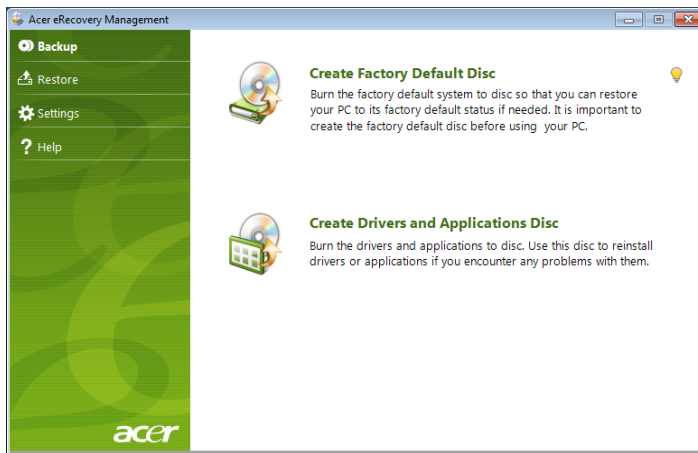 Acer eRecovery Management
Backup
Restore
Settings
? Help
Create Factory Default Disc
Burn the factory default system to disc so that you can restore
your PC to its factory default status if needed. It is important to
create the factory default disc before using your PC.
Create Drivers and Applications Disc
Burn the drivers and applications to disc. Use this disc to reinstall
drivers or applications if you encounter any problems with them.
acer